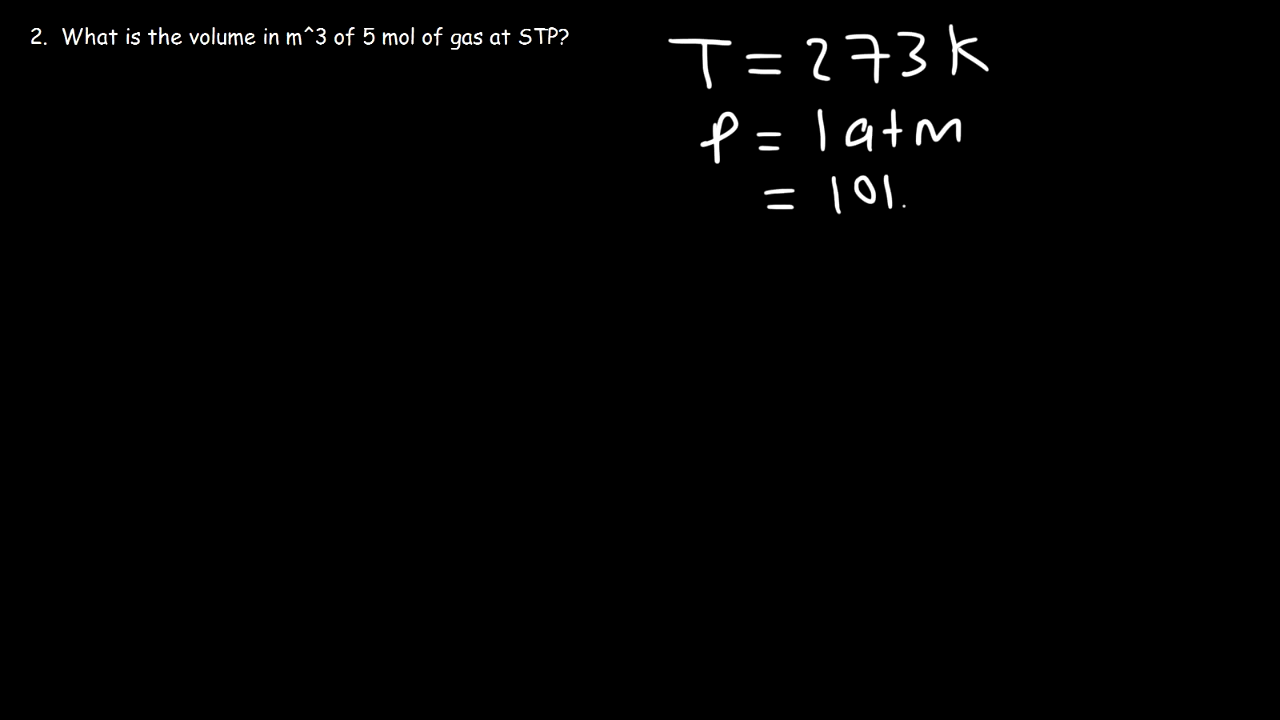 2. What is the volume in m^3 of 5 mol of gas at STP?
T = 273 K
P = 1 atm
= 101.